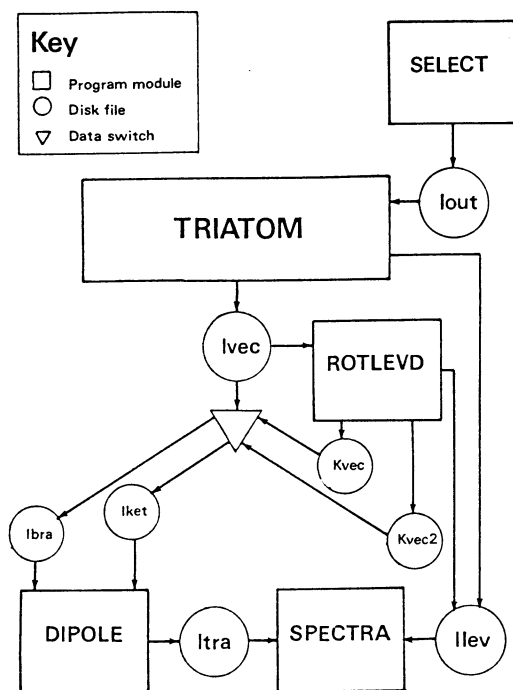 Key
Program module
Disk file
Data switch
SELECT
Iout
TRIATOM
Ivec
ROTLEVD
Kvec
Iket
Ibra
Kvec2
DIPOLE
Itra
SPECTRA
Ilev